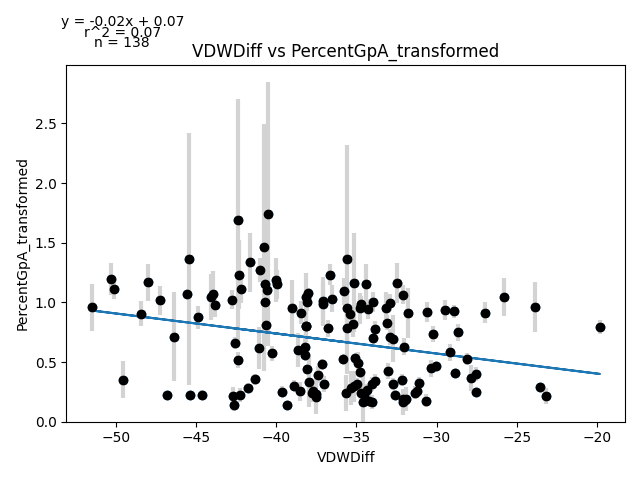 y = -0.02x + 0.07
r^2 = 0.07
n = 138
VDWDiff vs PercentGpA_transformed
PercentGpA_transformed
2.5
2.0
1.5
1.0
0.5
0.0
−50
−45
−40
−35
−30
−25
−20
VDWDiff